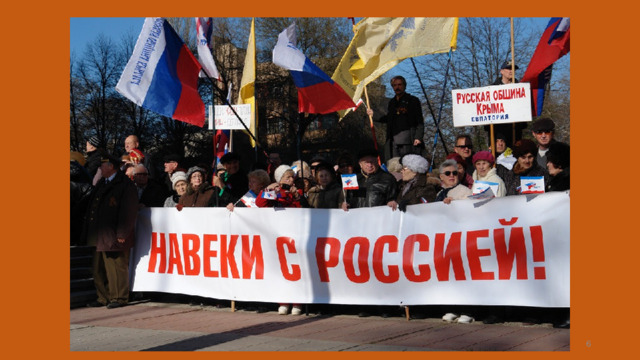 РУССКАЯ ОБЩИНА
КРЫМА
ЕВПАТОРИЯ
НАВЕКИ С РОССИЕЙ!